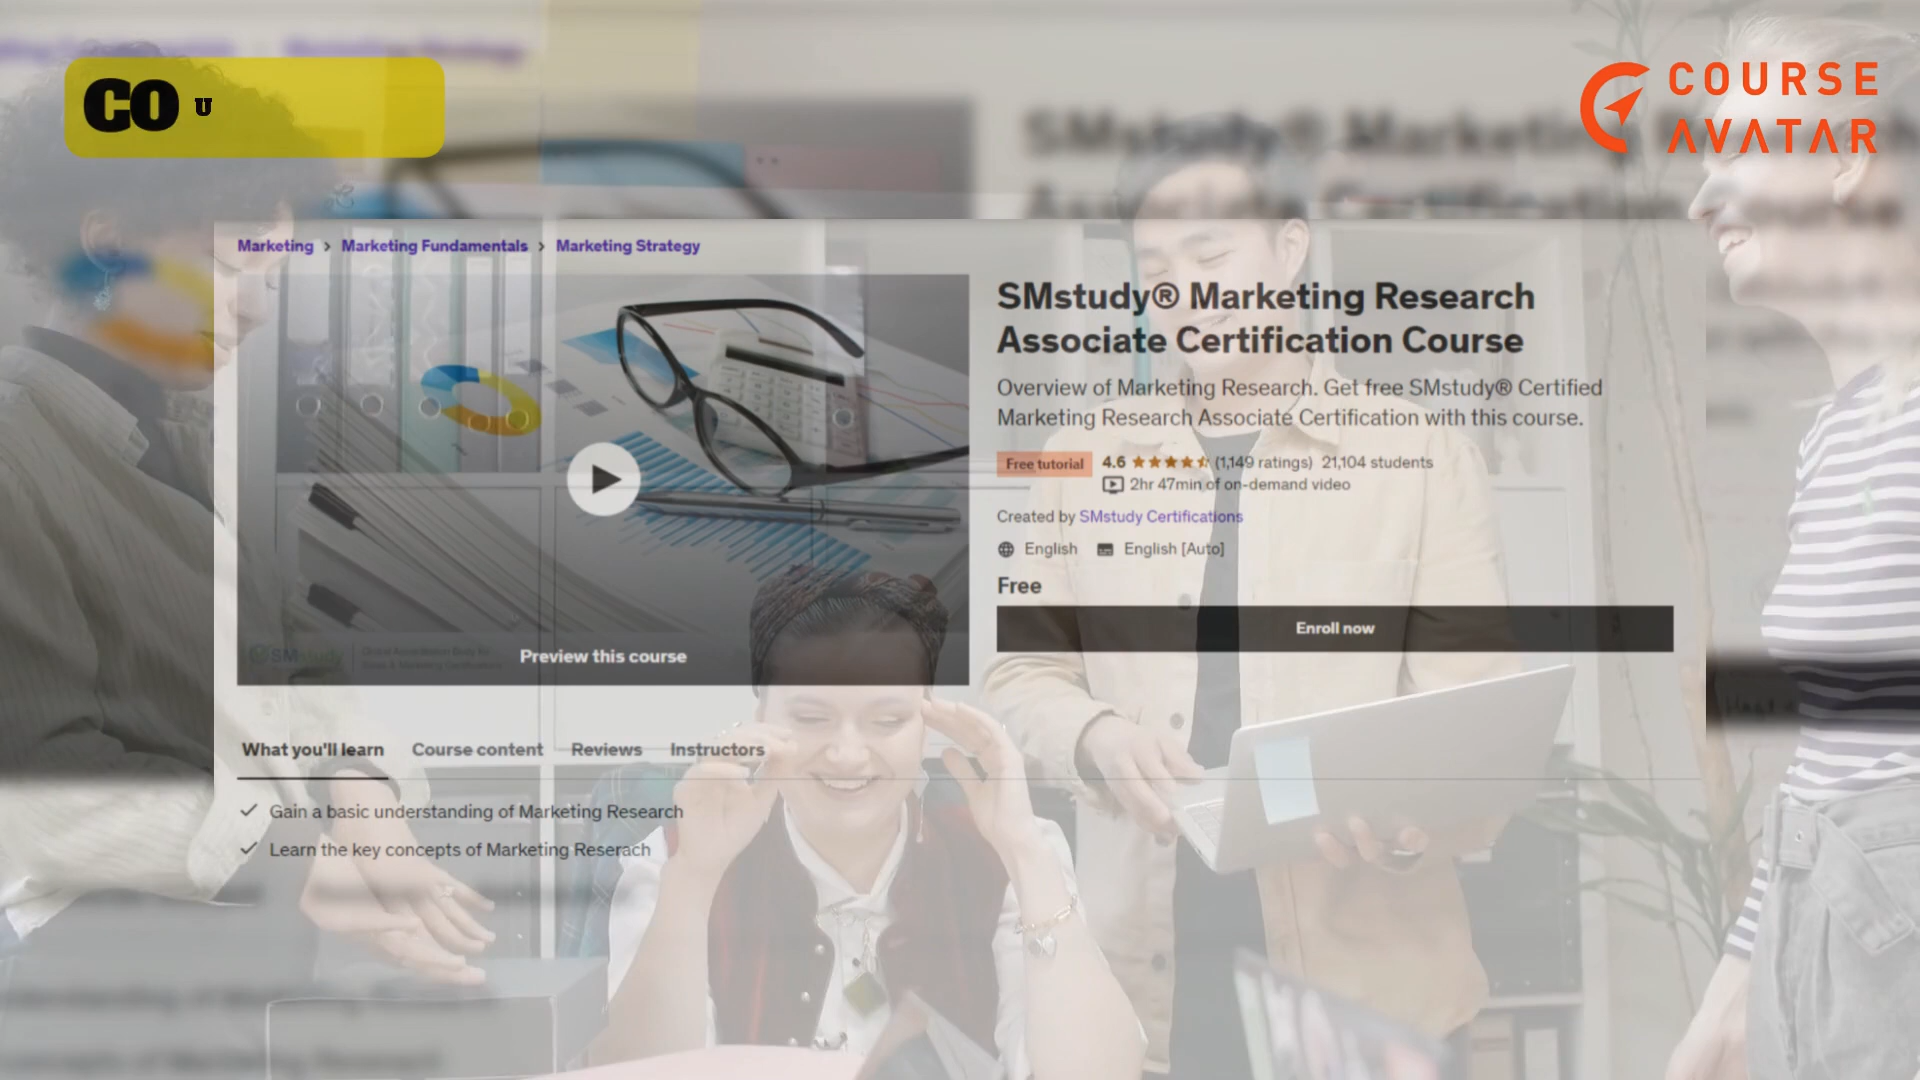 CO U
COURSE
AVATAR
Marketing > Marketing Fundamentals > Marketing Strategy
SMstudy® Marketing Research
Associate Certification Course
Overview of Marketing Research. Get free SMstudy® Certified
Marketing Research Associate Certification with this course.
Free tutorial 4.6 (1,149 ratings) 21,104 students
2hr 47min of on-demand video
Created by SMstudy Certifications
English English [Auto]
Free
Enroll now
SMstudy
Preview this course
What you'll learn Course content Reviews Instructors
Gain a basic understanding of Marketing Research
Learn the key concepts of Marketing Reserach